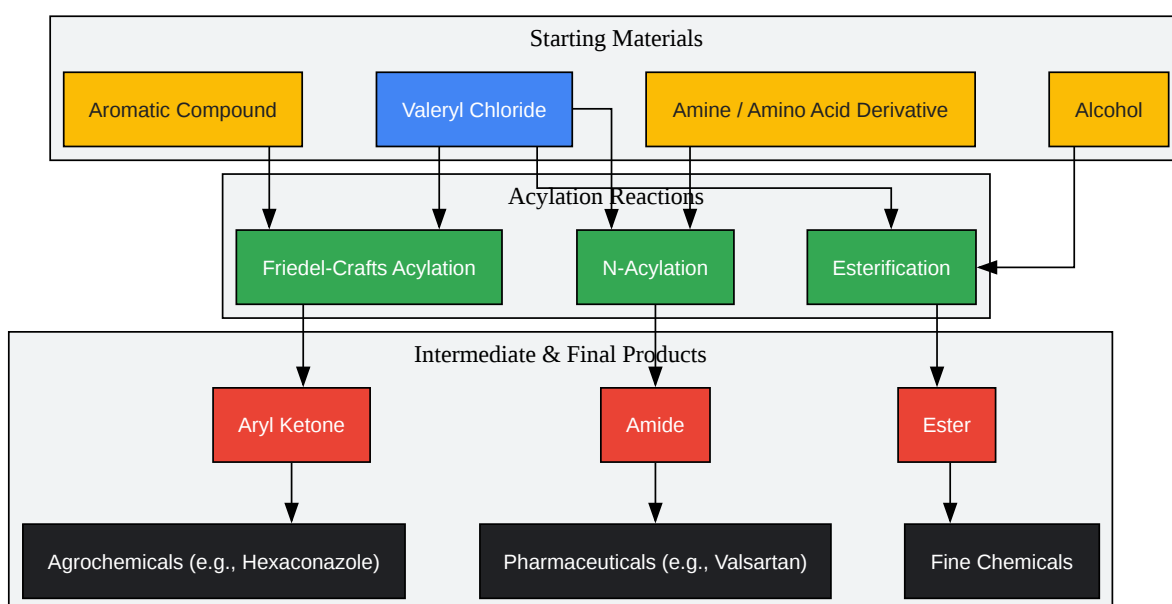 Starting Materials
Aromatic Compound
Valeryl Chloride
Amine / Amino Acid Derivative
Alcohol
Acylation Reactions
Friedel-Crafts Acylation
N-Acylation
Esterification
Intermediate & Final Products
Aryl Ketone
Amide
Ester
Agrochemicals (e.g., Hexaconazole)
Pharmaceuticals (e.g., Valsartan)
Fine Chemicals